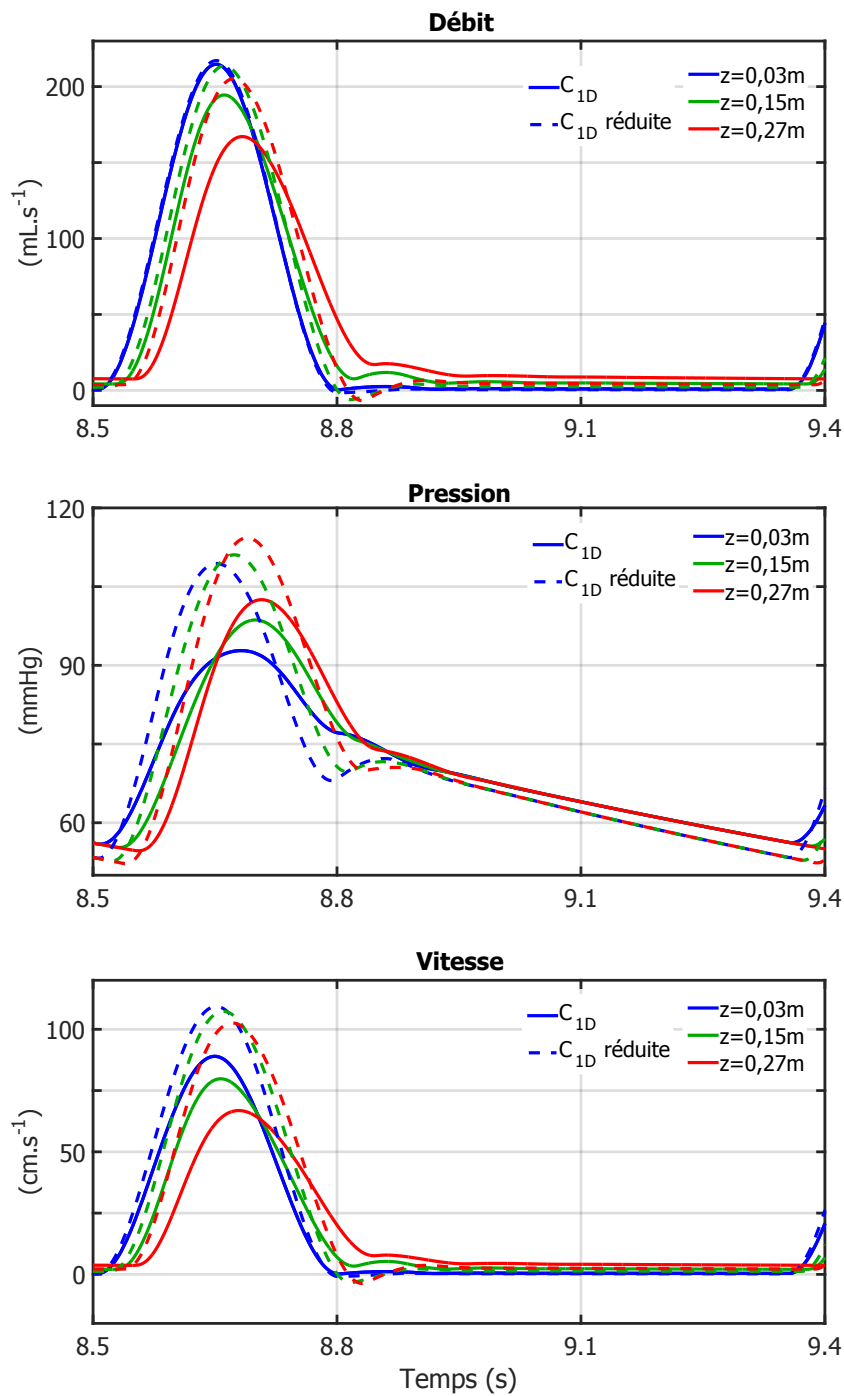 Débit
(mL.s-1)
200
100
0
C1D
C1D réduite
z=0,03m
z=0,15m
z=0,27m
8.5 8.8 9.1 9.4
Pression
(mmHg)
120
90
60
C1D
C1D réduite
z=0,03m
z=0,15m
z=0,27m
8.5 8.8 9.1 9.4
Vitesse
(cm.s-1)
100
50
0
C1D
C1D réduite
z=0,03m
z=0,15m
z=0,27m
8.5 8.8 9.1 9.4
Temps (s)